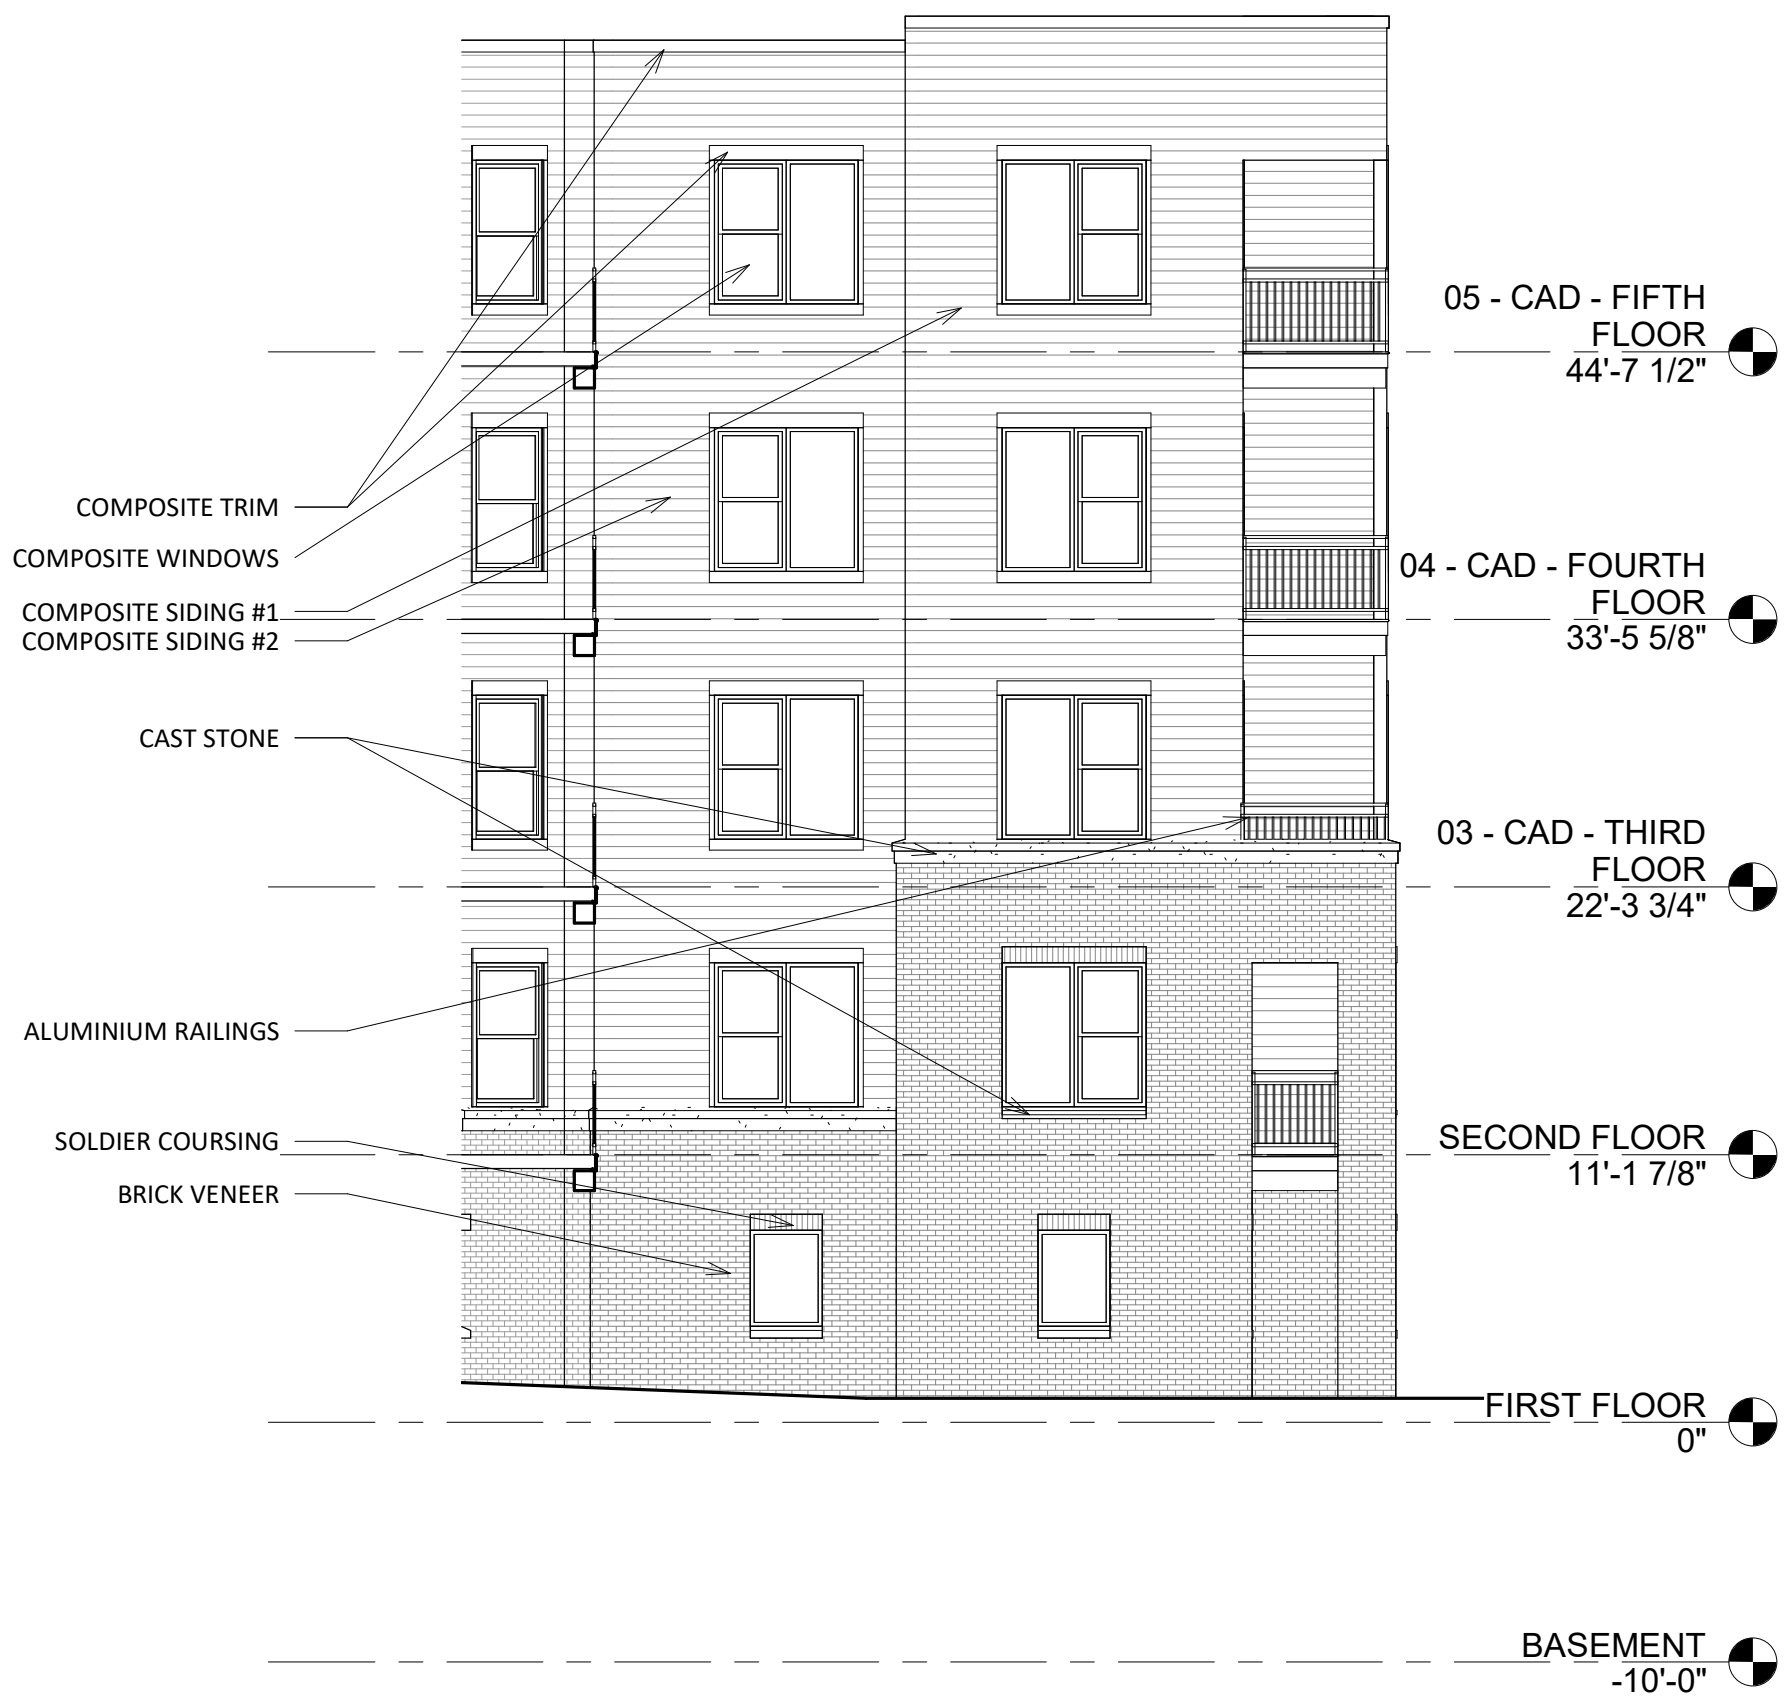 05 - CAD - FIFTH
FLOOR
44'-7 1/2"
COMPOSITE TRIM
COMPOSITE WINDOWS
04 - CAD - FOURTH
FLOOR
33'-5 5/8"
COMPOSITE SIDING #1
COMPOSITE SIDING #2
CAST STONE
03 - CAD - THIRD
FLOOR
22'-3 3/4"
ALUMINIUM RAILINGS
SOLDIER COURSING
SECOND FLOOR
11'-1 7/8"
BRICK VENEER
FIRST FLOOR
0"
BASEMENT
-10'-0"